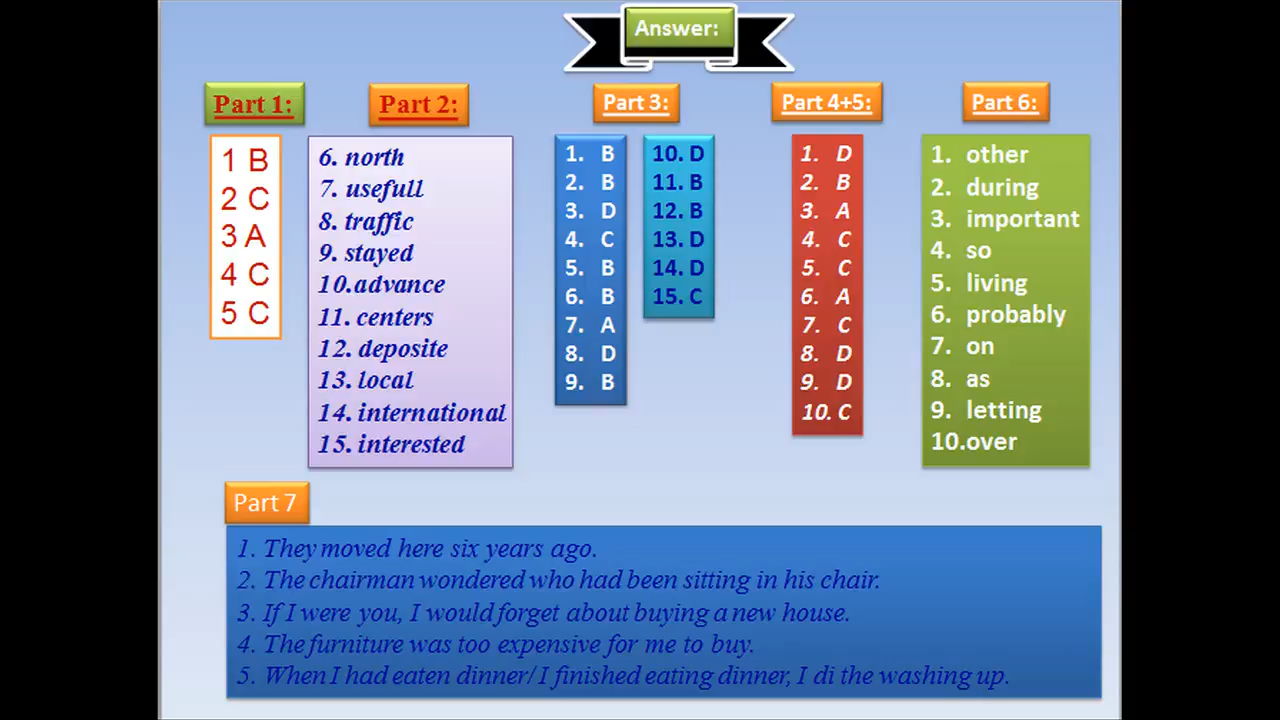 Answer:
Part 1:
1 B
2 C
3 A
4 C
5 C
Part 2:
6. north
7. usefull
8. traffic
9. stayed
10.advance
11. centers
12. deposite
13. local
14. international
15. interested
Part 3:
1. B
2. B
3. D
4. C
5. B
6. B
7. A
8. D
9. B
10. D
11. B
12. B
13. D
14. D
15. C
Part 4+5:
1. D
2. B
3. A
4. C
5. C
6. A
7. C
8. D
9. D
10. C
Part 6:
1. other
2. during
3. important
4. so
5. living
6. probably
7. on
8. as
9. letting
10.over
Part 7
1. They moved here six years ago.
2. The chairman wondered who had been sitting in his chair.
3. If I were you, I would forget about buying a new house.
4. The furniture was too expensive for me to buy.
5. When I had eaten dinner/ I finished eating dinner, I di the washing up.